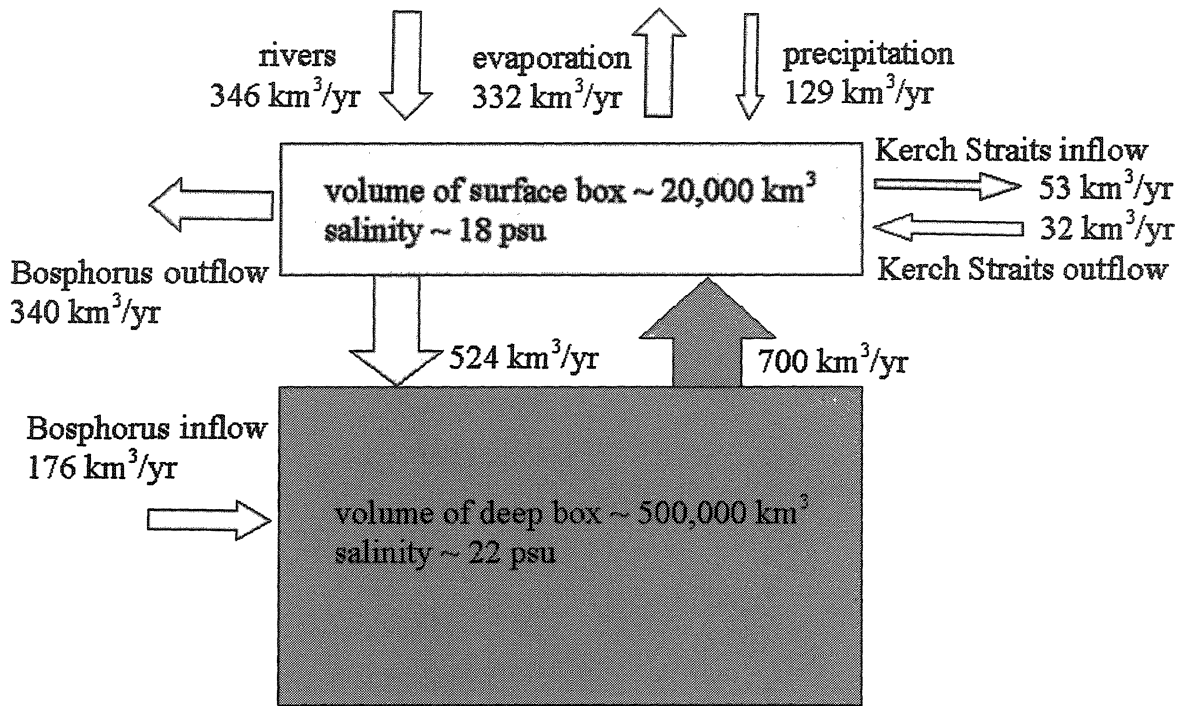 rivers
346 km³/yr
evaporation
332 km³/yr
precipitation
129 km³/yr
volume of surface box ~ 20,000 km³
salinity ~ 18 psu
Kerch Straits inflow
53 km³/yr
32 km³/yr
Kerch Straits outflow
Bosphorus outflow
340 km³/yr
524 km³/yr
700 km³/yr
Bosphorus inflow
176 km³/yr
volume of deep box ~ 500,000 km³
salinity ~ 22 psu